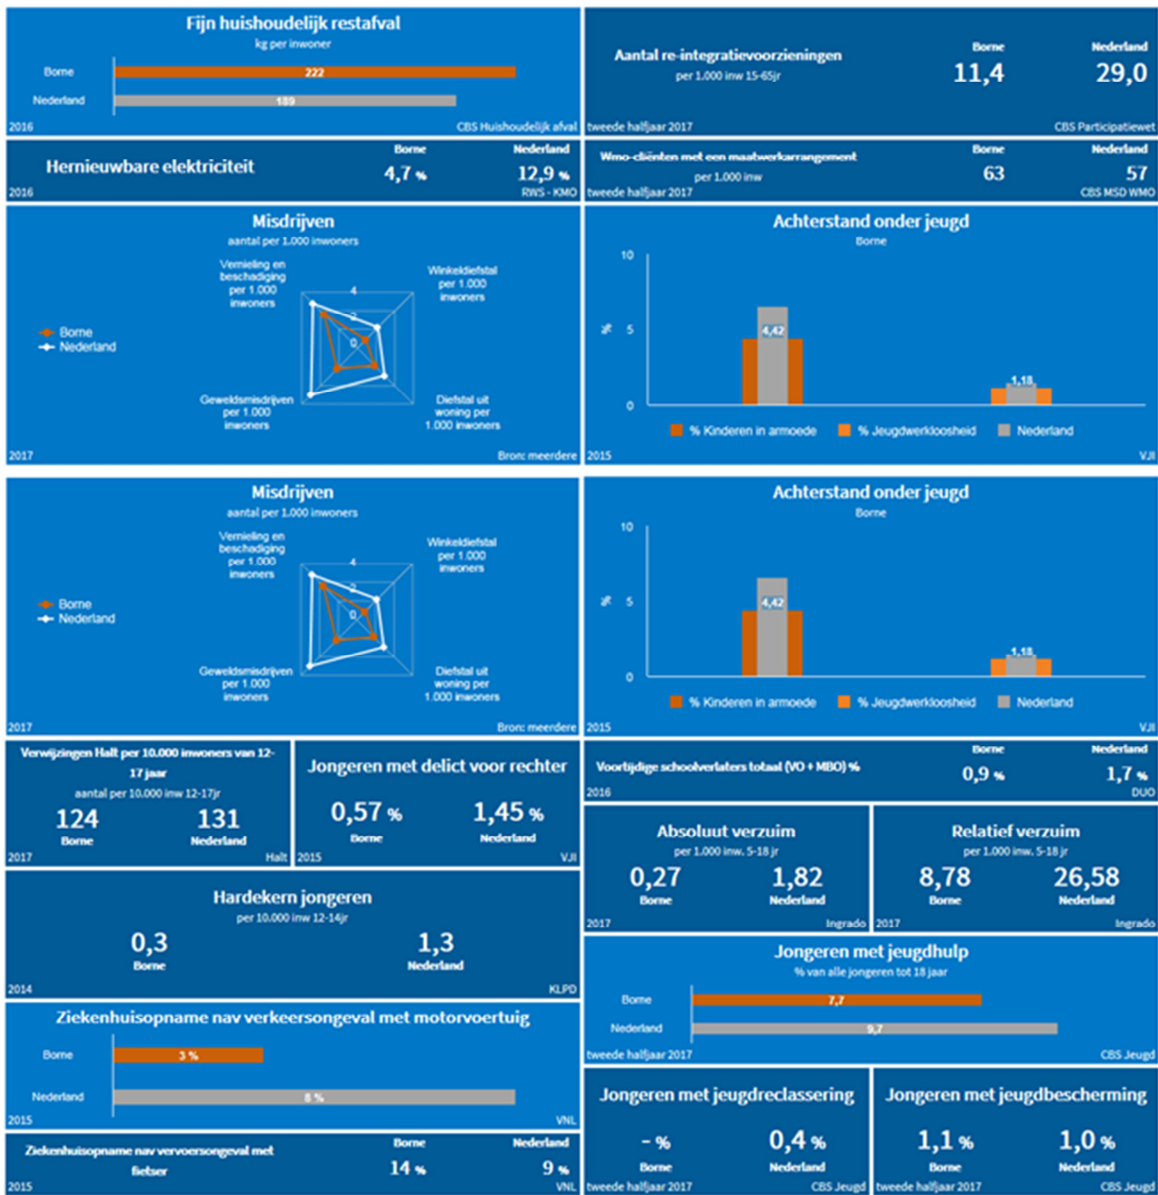 Fijn huishoudelijk restafval
kg per inwoner
Borne
222
Nederland
189
2016
CBS Huishoudelijk afval
Aantal re-integratievoorzieningen
per 1.000 inw 15-65jr
Borne
11,4
Nederland
29,0
tweede halfjaar 2017
CBS Participatiewet
Hernieuwbare elektriciteit
Borne
4,7 %
Nederland
12,9 %
2016
RWS - KMO
Wmo-cliënten met een maatwerkarrangement
per 1.000 inw
Borne
63
Nederland
57
tweede halfjaar 2017
CBS MSD WMO
Misdrijven
aantal per 1.000 inwoners
Vernieling en
beschadiging
per 1.000
inwoners
Winkeldiefstal
per 1.000
inwoners
4
2
0
Borne
Nederland
Geweldsmisdrijven
per 1.000
inwoners
Diefstal uit
woning per
1.000 inwoners
2017
Bron: meerdere
Achterstand onder jeugd
Borne
10
%
5
0
4,42
1,18
% Kinderen in armoede
% Jeugdwerkloosheid
Nederland
2015
VJI
Misdrijven
aantal per 1.000 inwoners
Vernieling en
beschadiging
per 1.000
inwoners
Winkeldiefstal
per 1.000
inwoners
4
2
0
Borne
Nederland
Geweldsmisdrijven
per 1.000
inwoners
Diefstal uit
woning per
1.000 inwoners
2017
Bron: meerdere
Achterstand onder jeugd
Borne
10
%
5
0
4,42
1,18
% Kinderen in armoede
% Jeugdwerkloosheid
Nederland
2015
VJI
Verwijzingen Halt per 10.000 inwoners van 12-
17 jaar
aantal per 10.000 inw 12-17jr
124
Borne
131
Nederland
2017
Halt
Jongeren met delict voor rechter
0,57 %
Borne
1,45 %
Nederland
2015
VJI
Voortijdige schoolverlaters totaal (VO + MBO) %
Borne
0,9 %
Nederland
1,7 %
2016
DUO
Absoluut verzuim
per 1.000 inw. 5-18 jr
0,27
Borne
1,82
Nederland
2017
Ingrado
Relatief verzuim
per 1.000 inw. 5-18 jr
8,78
Borne
26,58
Nederland
2017
Ingrado
Hardekern jongeren
per 10.000 inw 12-14jr
0,3
Borne
1,3
Nederland
2014
KLPD
Jongeren met jeugdhulp
% van alle jongeren tot 18 jaar
Borne
7,7
Nederland
9,7
tweede halfjaar 2017
CBS Jeugd
Ziekenhuisopname nav verkeersongeval met motorvoertuig
Borne
3 %
Nederland
8 %
2015
VNL
Jongeren met jeugdreclassering
- %
Borne
0,4 %
Nederland
tweede halfjaar 2017
CBS Jeugd
Jongeren met jeugdbescherming
1,1 %
Borne
1,0 %
Nederland
tweede halfjaar 2017
CBS Jeugd
Ziekenhuisopname nav vervoersongeval met
fietser
Borne
14 %
Nederland
9 %
2015
VNL